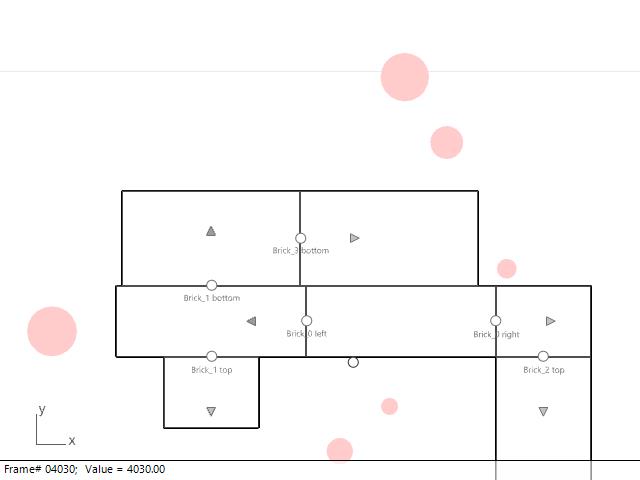 Brick_3 bottom
Brick_1 bottom
Brick_0 left
Brick_0 right
Brick_1 top
Brick_2 top
y
x
Frame# 04030; Value = 4030.00